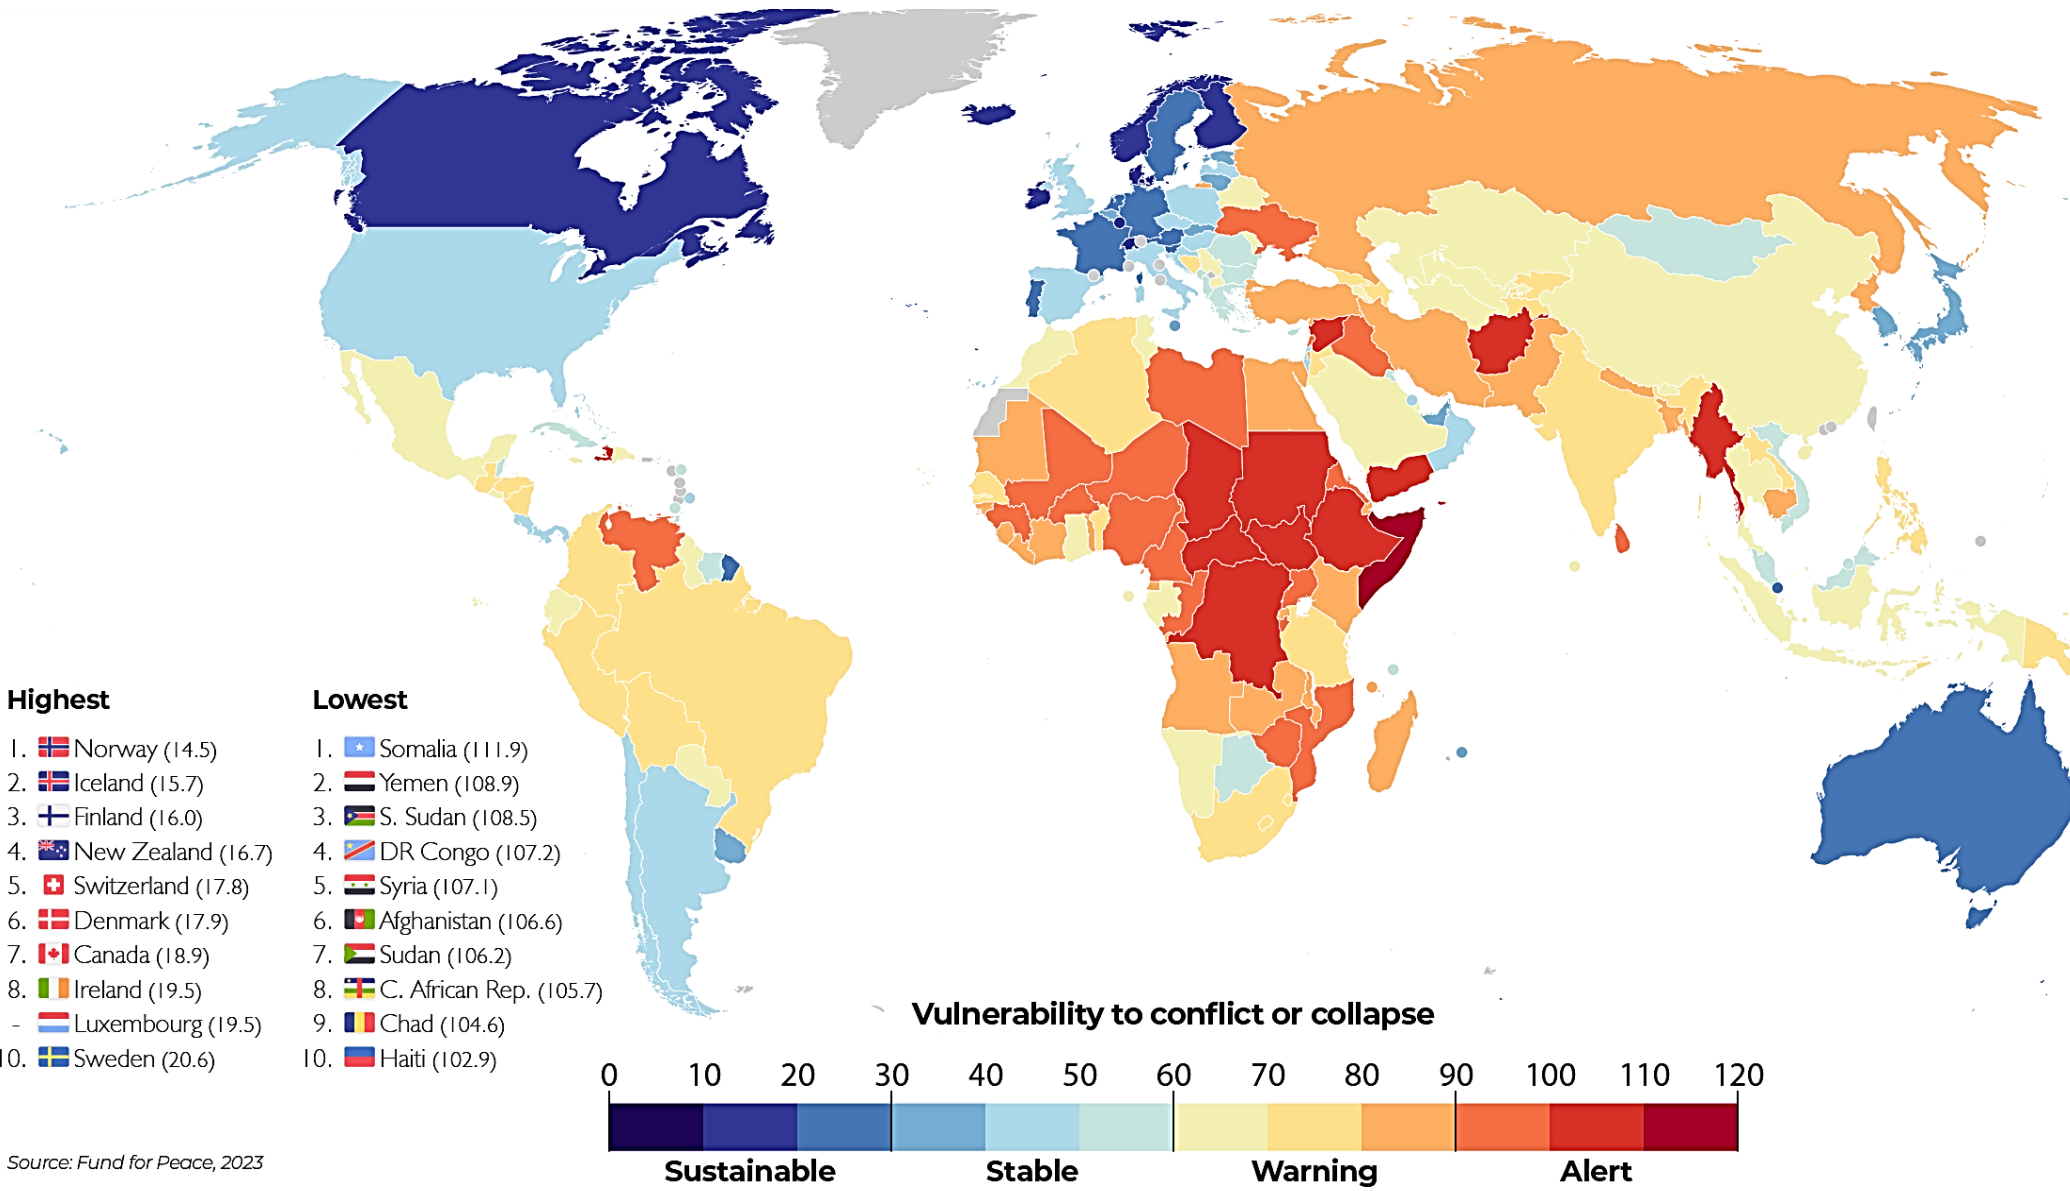 Highest
1. Norway (14.5)
2. Iceland (15.7)
3. Finland (16.0)
4. New Zealand (16.7)
5. Switzerland (17.8)
6. Denmark (17.9)
7. Canada (18.9)
8. Ireland (19.5)
- Luxembourg (19.5)
10. Sweden (20.6)
Lowest
1. Somalia (111.9)
2. Yemen (108.9)
3. S. Sudan (108.5)
4. DR Congo (107.2)
5. Syria (107.1)
6. Afghanistan (106.6)
7. Sudan (106.2)
8. C. African Rep. (105.7)
9. Chad (104.6)
10. Haiti (102.9)
Vulnerability to conflict or collapse
0 10 20 30 40 50 60 70 80 90 100 110 120
Sustainable Stable Warning Alert
Source: Fund for Peace, 2023